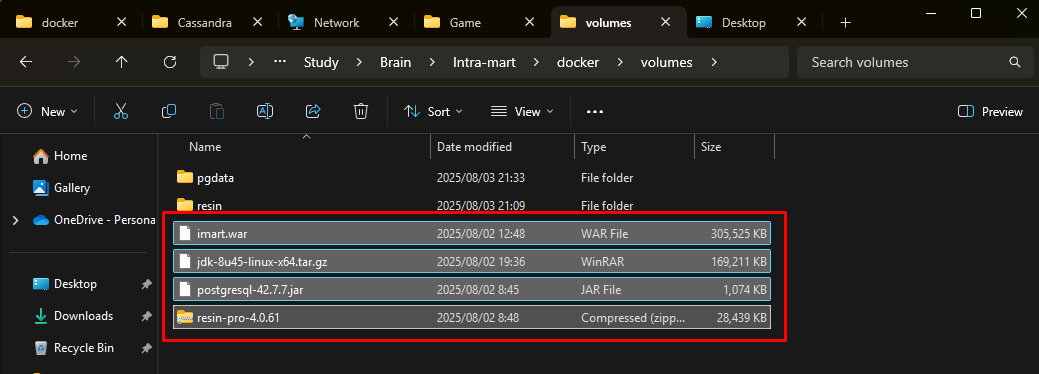 docker Cassandra Network Game volumes Desktop
... Study Brain Intra-mart docker volumes Search volumes
New Sort View ... Preview
Name Date modified Type Size
Home
Gallery
OneDrive - Persona
Desktop
Downloads
Recycle Bin
pgdata 2025/08/03 21:33 File folder
resin 2025/08/03 21:09 File folder
imart.war 2025/08/02 12:48 WAR File 305,525 KB
jdk-8u45-linux-x64.tar.gz 2025/08/02 19:36 WinRAR 169,211 KB
postgresql-42.7.7.jar 2025/08/02 8:45 JAR File 1,074 KB
resin-pro-4.0.61 2025/08/02 8:48 Compressed (zipp... 28,439 KB